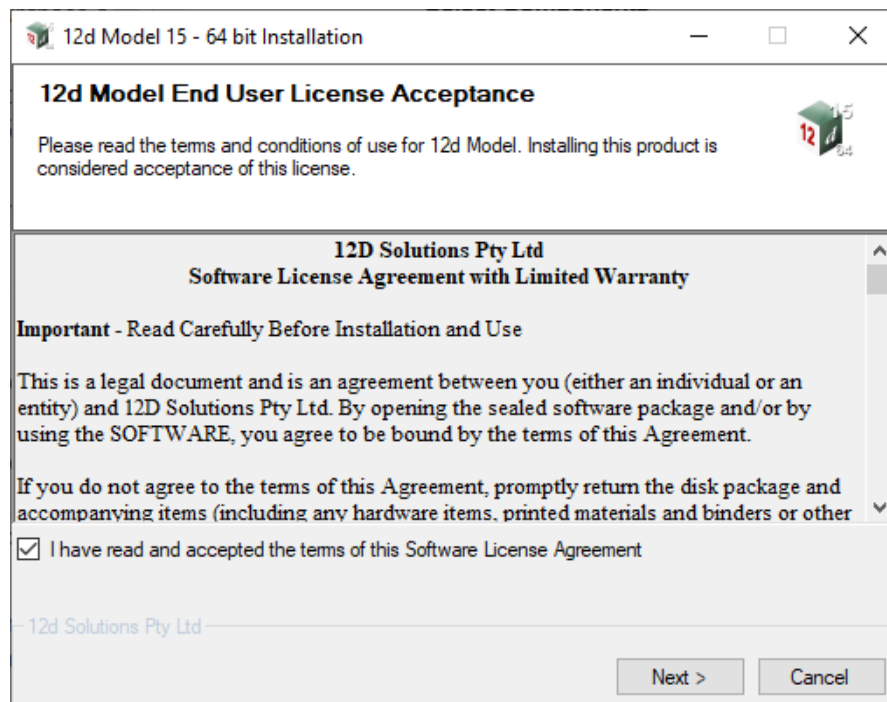 12d Model 15 - 64 bit Installation
12d Model End User License Acceptance
Please read the terms and conditions of use for 12d Model. Installing this product is
considered acceptance of this license.
15
12 d
64
12D Solutions Pty Ltd
Software License Agreement with Limited Warranty
Important - Read Carefully Before Installation and Use
This is a legal document and is an agreement between you (either an individual or an
entity) and 12D Solutions Pty Ltd. By opening the sealed software package and/or by
using the SOFTWARE, you agree to be bound by the terms of this Agreement.
If you do not agree to the terms of this Agreement, promptly return the disk package and
accompanying items (including any hardware items, printed materials and binders or other
I have read and accepted the terms of this Software License Agreement
12d Solutions Pty Ltd
Next >
Cancel